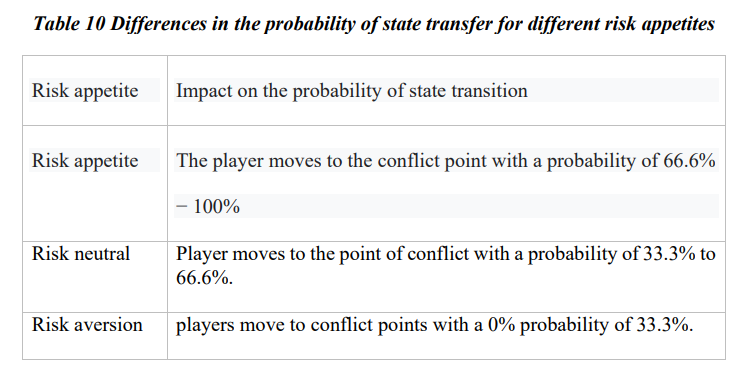 Table 10 Differences in the probability of state transfer for different risk appetites
Risk appetite
Impact on the probability of state transition
Risk appetite
The player moves to the conflict point with a probability of 66.6%
− 100%
Risk neutral
Player moves to the point of conflict with a probability of 33.3% to
66.6%.
Risk aversion
players move to conflict points with a 0% probability of 33.3%.